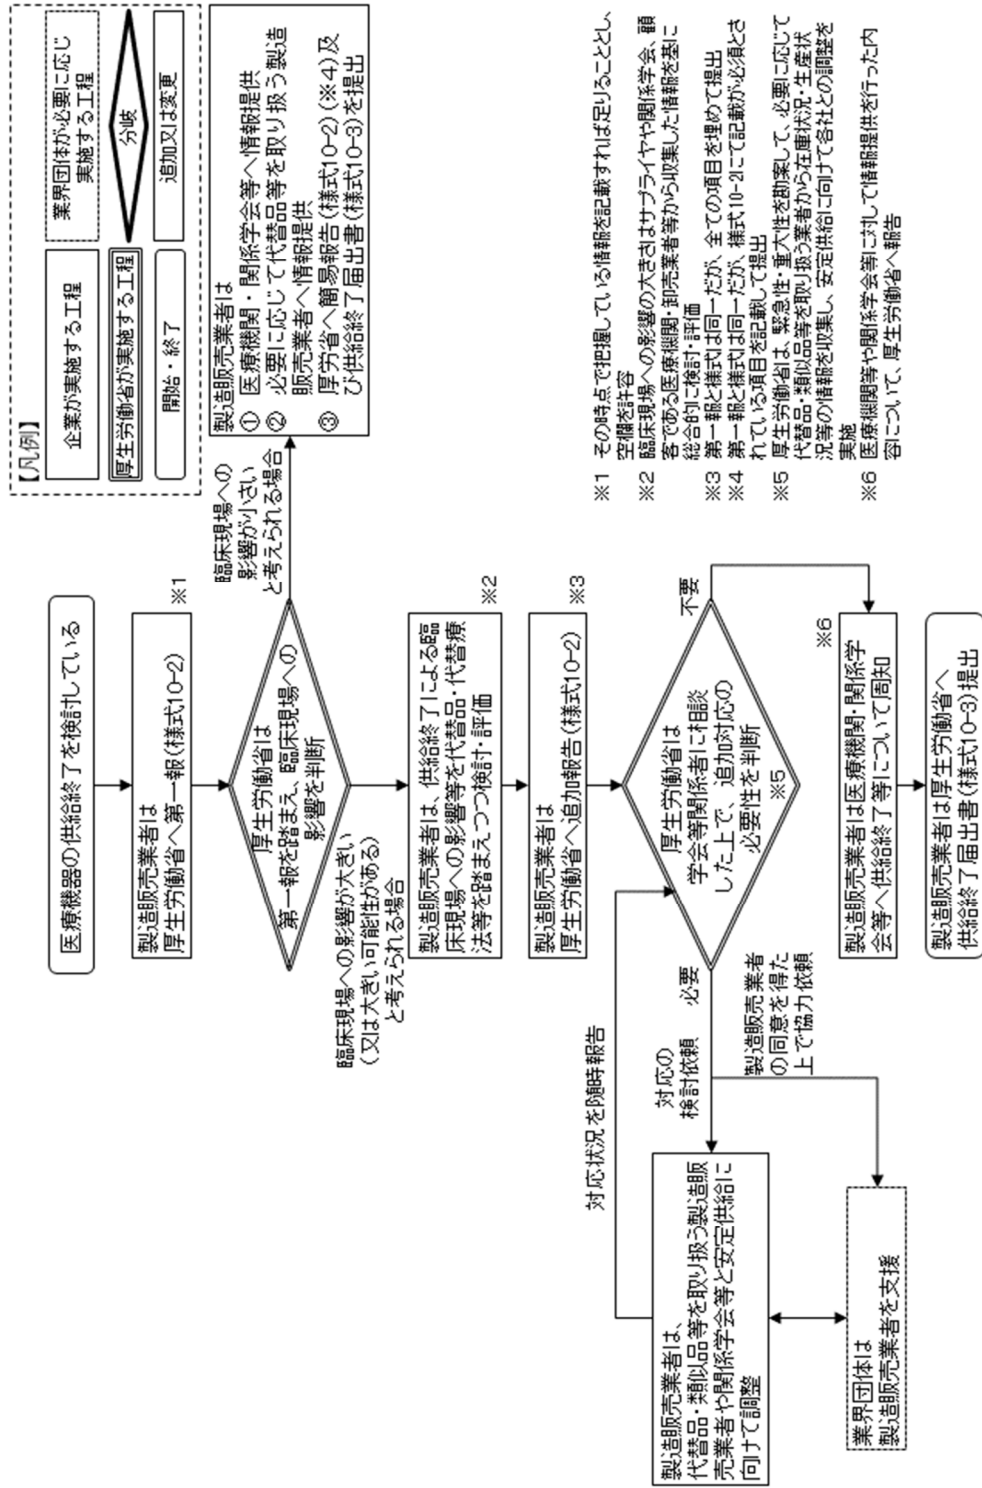 【凡例】
企業が実施する工程
業界団体が必要に応じ
実施する工程
厚生労働省が実施する工程
分岐
開始・終了
追加又は変更
医療機器の供給終了を検討している
製造販売業者は
厚生労働省へ第一報(様式10-2)
※1
厚生労働省は
第一報を踏まえ、臨床現場への
影響を判断
臨床現場への
影響が小さい
と考えられる場合
製造販売業者は
① 医療機関・関係学会等へ情報提供
② 必要に応じて代替品等を取り扱う製造
販売業者へ情報提供
③ 厚労省へ簡易報告(様式10-2)(※4)及
び供給終了届出書(様式10-3)を提出
臨床現場への影響が大きい
(又は大きい可能性がある)
と考えられる場合
製造販売業者は、供給終了による臨
床現場への影響等を代替品・代替療
法等を踏まえつつ検討・評価
※2
製造販売業者は
厚生労働省へ追加報告(様式10-2)
※3
厚生労働省は
学会等関係者に相談
した上で、追加対応の
必要性を判断
※5
不要
必要
対応の
検討依頼
製造販売業者
の同意を得た
上で協力依頼
対応状況を随時報告
製造販売業者は、
代替品・類似品等を取り扱う製造販
売業者や関係学会等と安定供給に
向けて調整
業界団体は
製造販売業者を支援
※6
製造販売業者は医療機関・関係学
会等へ供給終了等について周知
製造販売業者は厚生労働省へ
供給終了届出書(様式10-3)提出
※1 その時点で把握している情報を記載すれば足りることとし、
空欄を許容
※2 臨床現場への影響の大きさはサプライヤや関係学会、顧
客である医療機関・卸売業者等から収集した情報を基に
総合的に検討・評価
※3 第一報と様式は同一だが、全ての項目を埋めて提出
※4 第一報と様式は同一だが、様式10-2にて記載が必須とさ
れている項目を記載して提出
※5 厚生労働省は、緊急性・重大性を勘案して、必要に応じて
代替品・類似品等を取り扱う業者から在庫状況・生産状
況等の情報を収集し、安定供給に向けて各社との調整を
実施
※6 医療機関等や関係学会等に対して情報提供を行った内
容について、厚生労働省へ報告